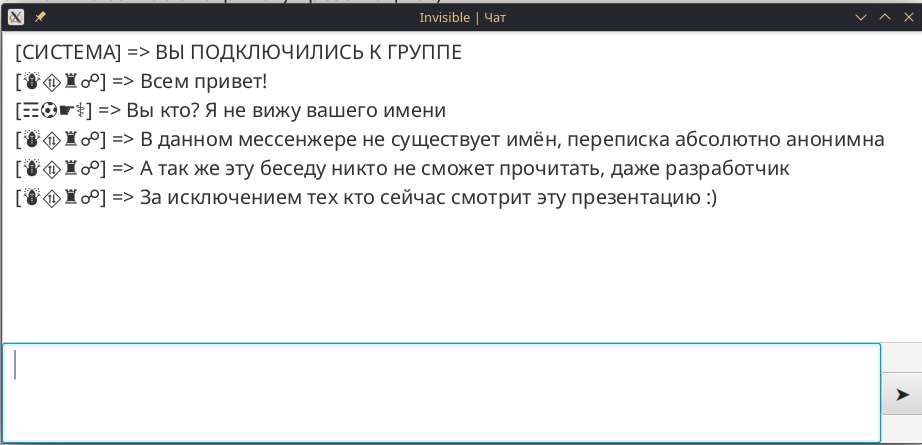 Invisible | Чат
[СИСТЕМА] => ВЫ ПОДКЛЮЧИЛИСЬ К ГРУППЕ
[⛇⛗♜☍] => Всем привет!
[☶⚽☛⚕] => Вы кто? Я не вижу вашего имени
[⛇⛗♜☍] => В данном мессенжере не существует имён, переписка абсолютно анонимна
[⛇⛗♜☍] => А так же эту беседу никто не сможет прочитать, даже разработчик
[⛇⛗♜☍] => За исключением тех кто сейчас смотрит эту презентацию :)